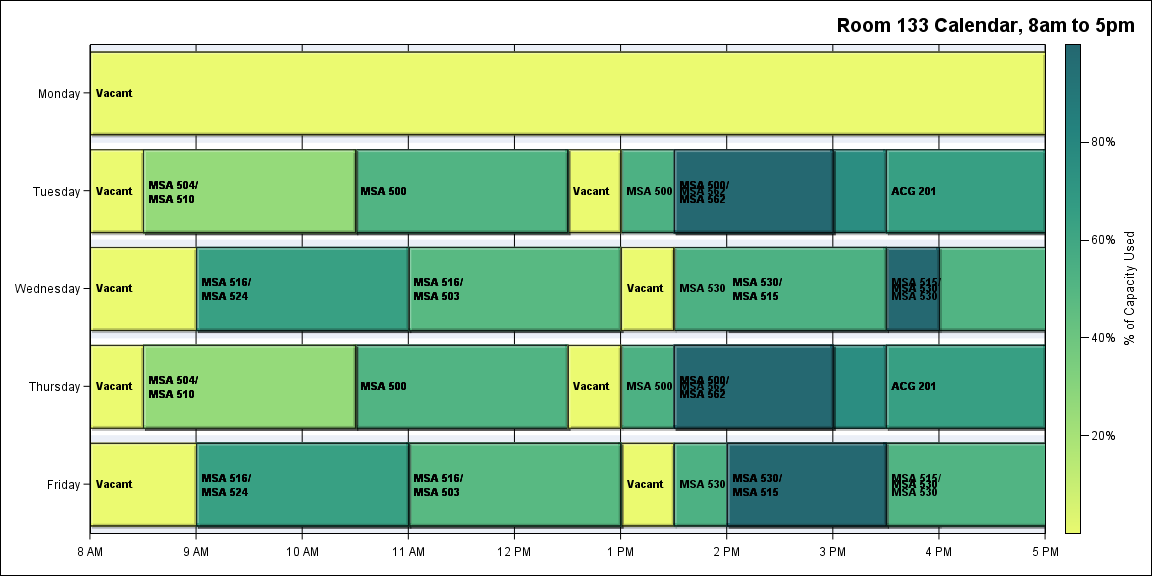 Room 133 Calendar, 8am to 5pm
Monday
Vacant
Tuesday
Vacant
MSA 504/
MSA 510
MSA 500
Vacant
MSA 500
MSA 500/
MSA 562
MSA 562
ACG 201
Wednesday
Vacant
MSA 516/
MSA 524
MSA 516/
MSA 503
Vacant
MSA 530
MSA 530/
MSA 515
MSA 515/
MSA 530
MSA 530
Thursday
Vacant
MSA 504/
MSA 510
MSA 500
Vacant
MSA 500
MSA 500/
MSA 562
MSA 562
ACG 201
Friday
Vacant
MSA 516/
MSA 524
MSA 516/
MSA 503
Vacant
MSA 530
MSA 530/
MSA 515
MSA 515/
MSA 530
MSA 530
8 AM
9 AM
10 AM
11 AM
12 PM
1 PM
2 PM
3 PM
4 PM
5 PM
80%
60%
40%
20%
% of Capacity Used